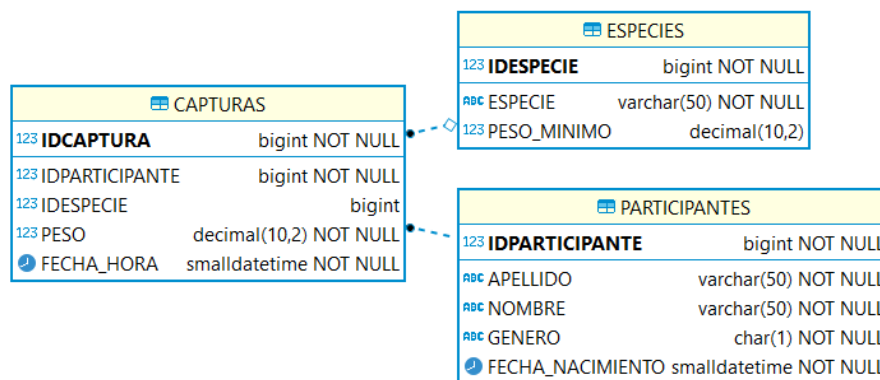 CAPTURAS
123 IDCAPTURA bigint NOT NULL
123 IDPARTICIPANTE bigint NOT NULL
123 IDESPECIE bigint
123 PESO decimal(10,2) NOT NULL
FECHA_HORA smalldatetime NOT NULL
ESPECIES
123 IDESPECIE bigint NOT NULL
ABC ESPECIE varchar(50) NOT NULL
123 PESO_MINIMO decimal(10,2)
PARTICIPANTES
123 IDPARTICIPANTE bigint NOT NULL
ABC APELLIDO varchar(50) NOT NULL
ABC NOMBRE varchar(50) NOT NULL
ABC GENERO char(1) NOT NULL
FECHA_NACIMIENTO smalldatetime NOT NULL